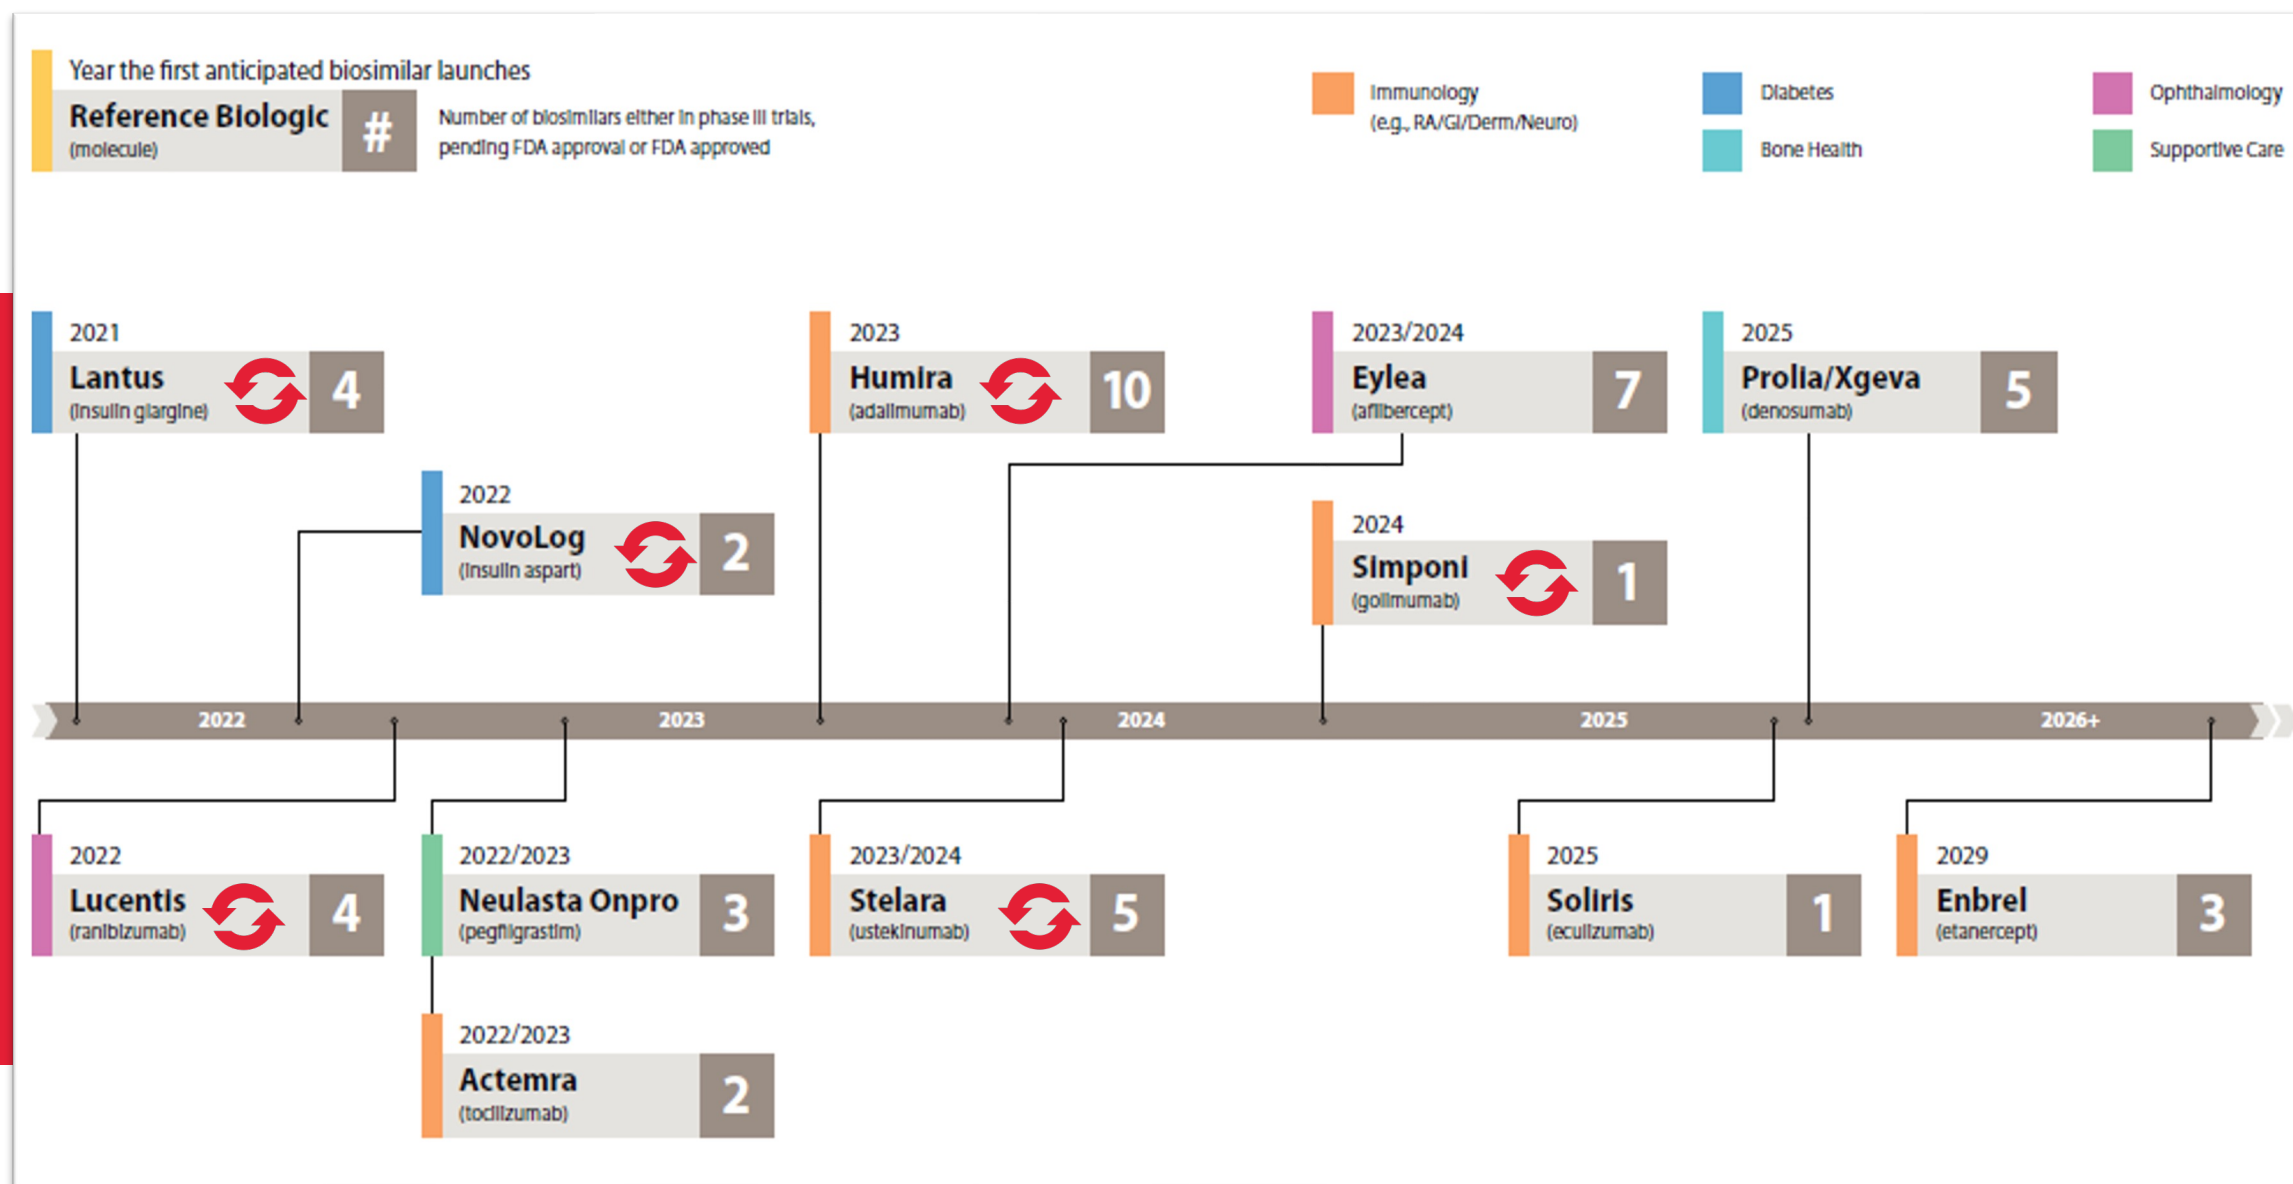 Year the first anticipated biosimilar launches
Reference Biologic
(molecule)
#
Number of biosimilars either in phase III trials,
pending FDA approval or FDA approved
Immunology
(e.g., RA/GI/Derm/Neuro)
Diabetes
Bone Health
Ophthalmology
Supportive Care
2021
Lantus
(insulin glargine)
4
2023
Humira
(adalimumab)
10
2023/2024
Eylea
(aflibercept)
7
2025
Prolia/Xgeva
(denosumab)
5
2022
NovoLog
(insulin aspart)
2
2024
Simponi
(golimumab)
1
2022
2023
2024
2025
2026+
2022
Lucentis
(ranibizumab)
4
2022/2023
Neulasta Onpro
(pegfilgrastim)
3
2023/2024
Stelara
(ustekinumab)
5
2025
Soliris
(eculizumab)
1
2029
Enbrel
(etanercept)
3
2022/2023
Actemra
(tocilizumab)
2